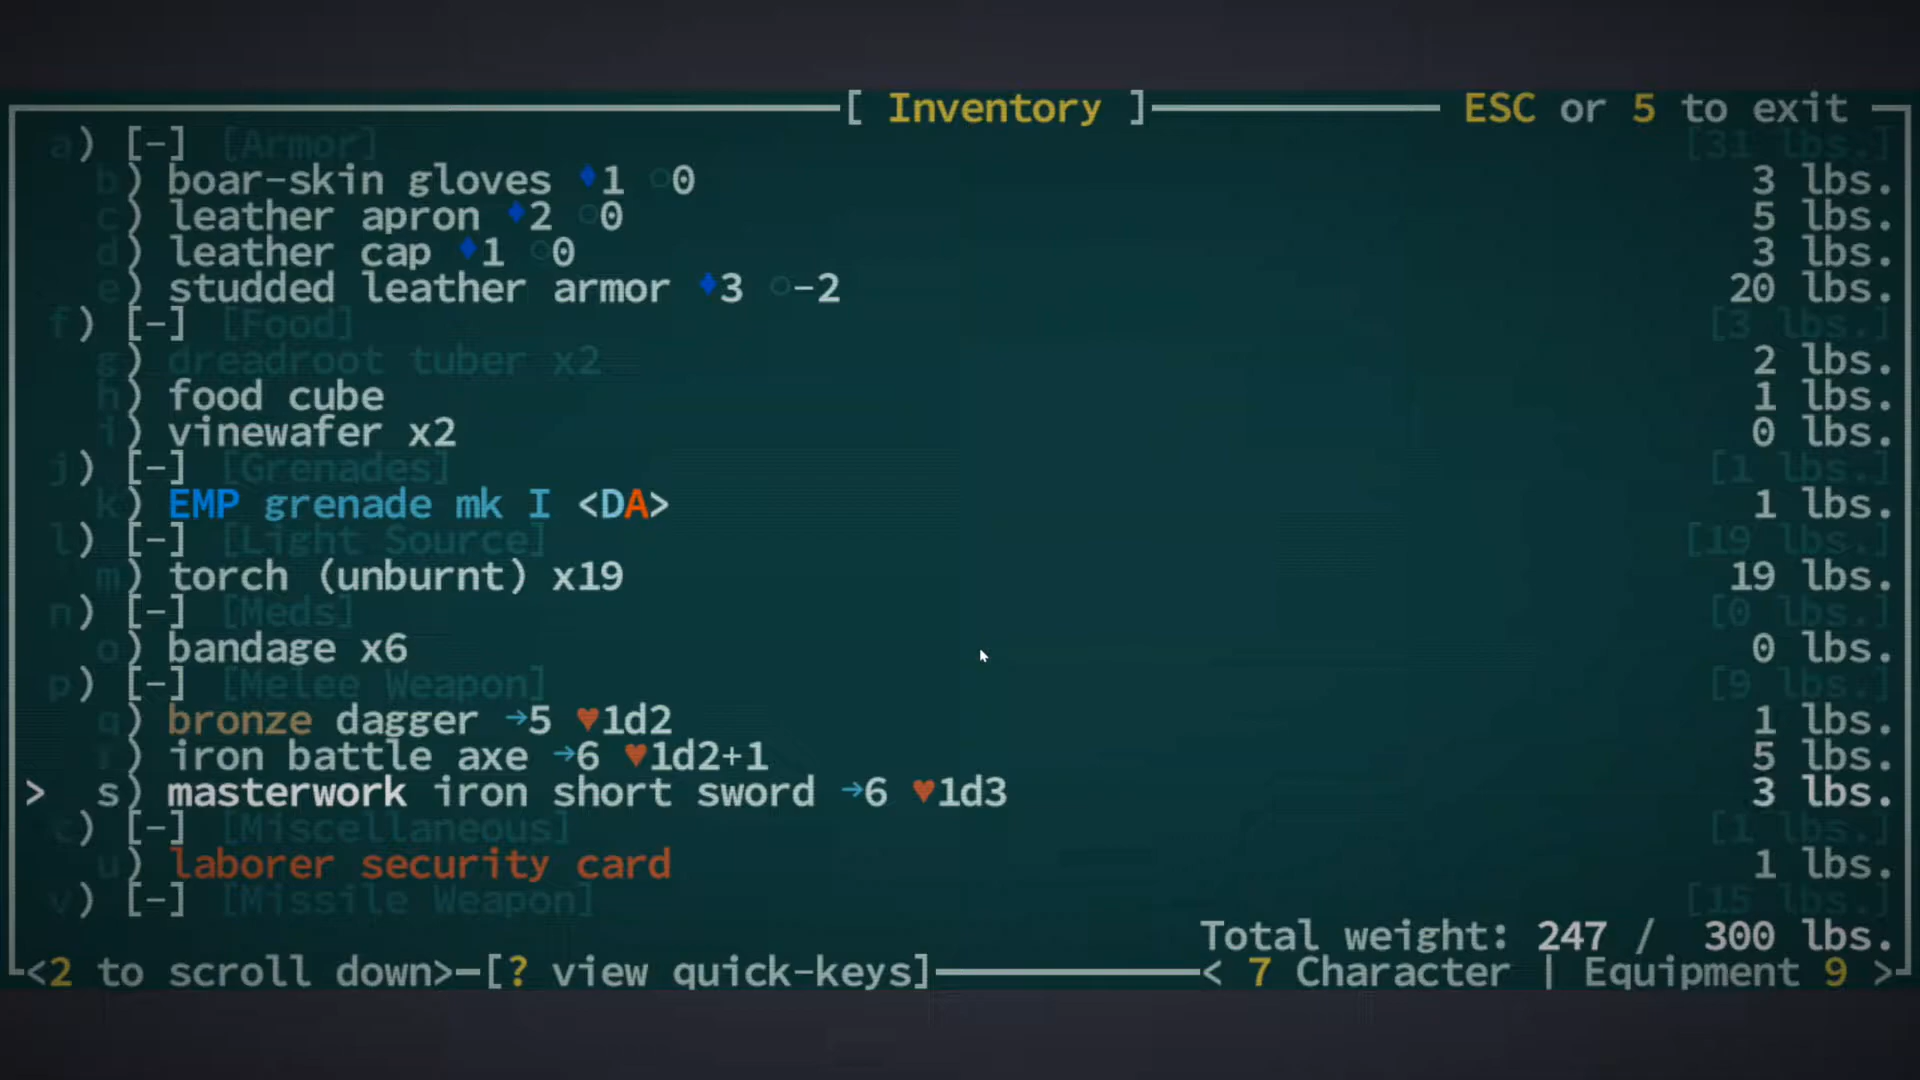 [ Inventory ] ESC or 5 to exit
a) [-] [Armor] [31 lbs.]
b) boar-skin gloves ♦1 ○0 3 lbs.
c) leather apron ♦2 ○0 5 lbs.
d) leather cap ♦1 ○0 3 lbs.
e) studded leather armor ♦3 ○-2 20 lbs.
f) [-] [Food] [3 lbs.]
g) dreadroot tuber x2 2 lbs.
h) food cube 1 lbs.
i) vinewafer x2 0 lbs.
j) [-] [Grenades] [1 lbs.]
k) EMP grenade mk I <DA> 1 lbs.
l) [-] [Light Source] [19 lbs.]
m) torch (unburnt) x19 19 lbs.
n) [-] [Meds] [0 lbs.]
o) bandage x6 0 lbs.
p) [-] [Melee Weapon] [9 lbs.]
q) bronze dagger →5 ♥1d2 1 lbs.
r) iron battle axe →6 ♥1d2+1 5 lbs.
> s) masterwork iron short sword →6 ♥1d3 3 lbs.
) [-] [Miscellaneous] [1 lbs.]
u) laborer security card 1 lbs.
v) [-] [Missile Weapon] [15 lbs.]
Total weight: 247 / 300 lbs.
<2 to scroll down> [? view quick-keys] < 7 Character | Equipment 9 >